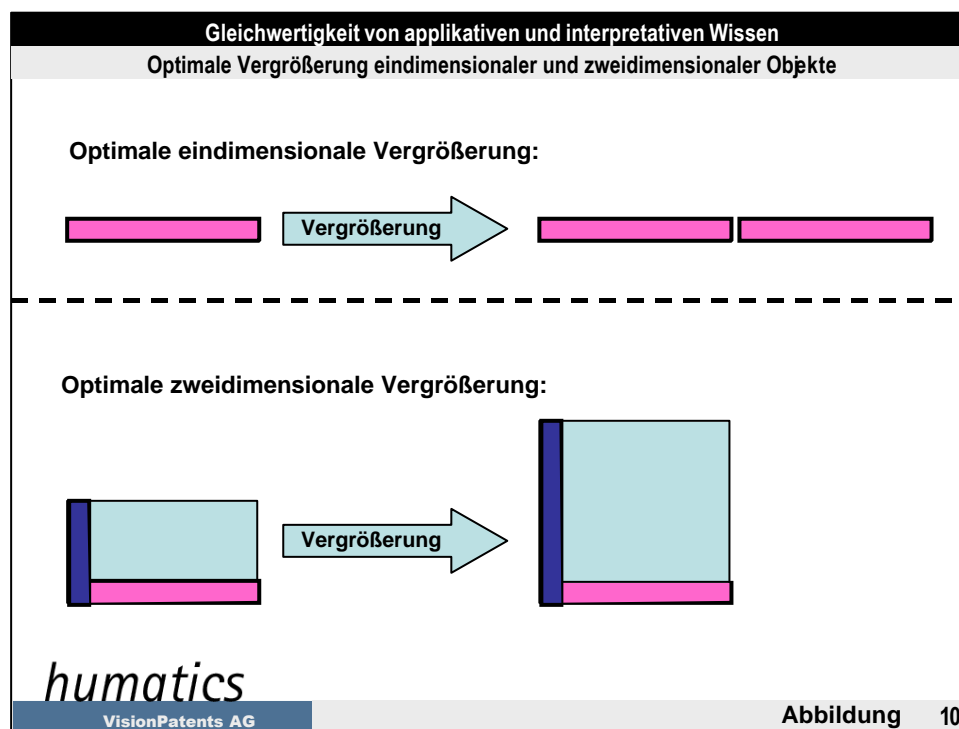 Gleichwertigkeit von applikativen und interpretativen Wissen
Optimale Vergrößerung eindimensionaler und zweidimensionaler Objekte
Optimale eindimensionale Vergrößerung:
Vergrößerung
Optimale zweidimensionale Vergrößerung:
Vergrößerung
humatics
VisionPatents AG
Abbildung 10